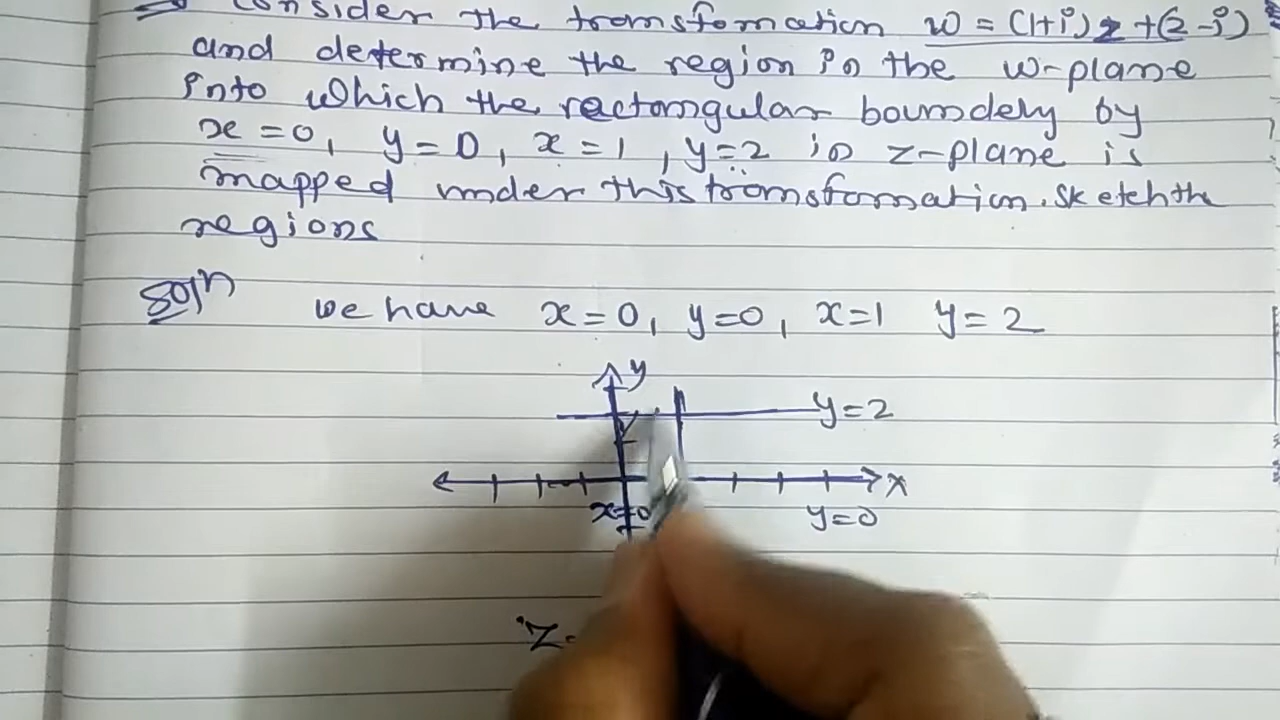 Consider the transformation w = (1+i)z + (2-i)
and determine the region in the w-plane
into which the rectangular boundely by
x=0, y=0, x=1, y=2 in z-plane is
mapped under this transformation. Sketch the
regions
Soln we have x=0, y=0, x=1 y=2
y
y=2
x
x=0 y=0
Z-